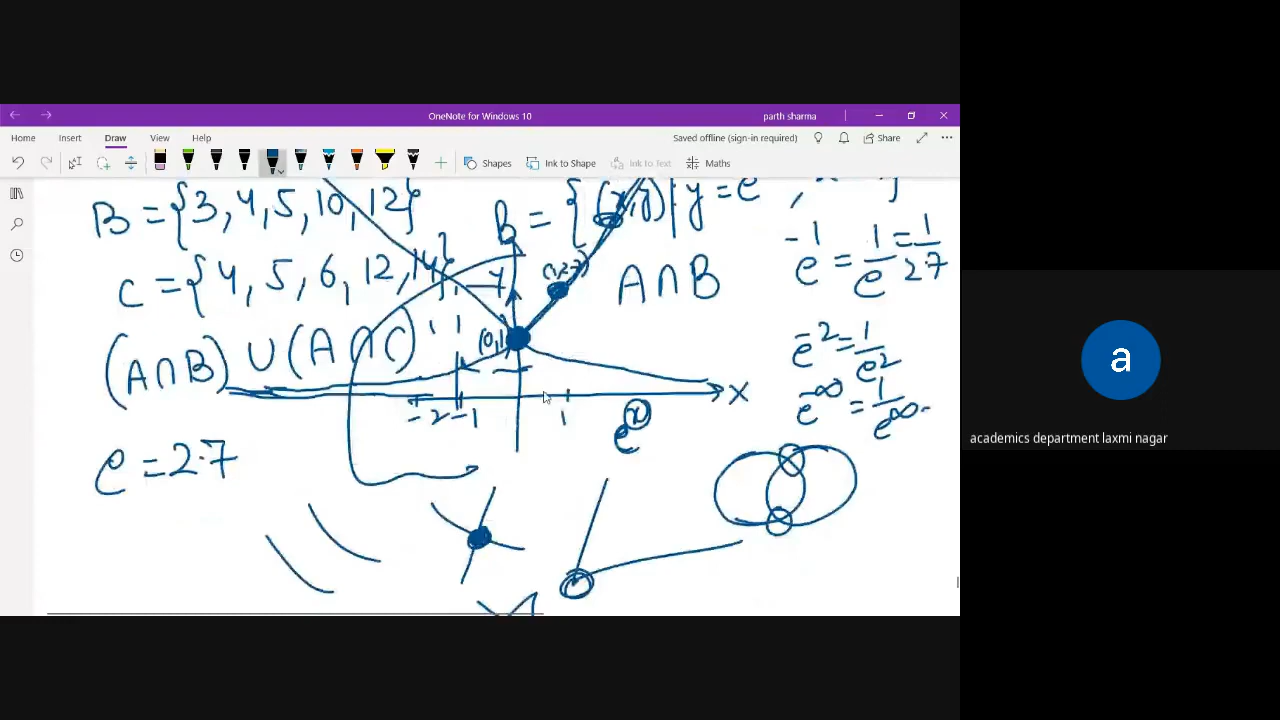 OneNote for Windows 10
parth sharma
Home Insert Draw View Help
Saved offline (sign-in required)
Share
Shapes
Ink to Shape
Ink to Text
Maths
B = {3, 4, 5, 10, 12}
B = {(x,y) | y = e
C = {4, 5, 6, 12, 14}
Y
A∩B
(A∩B) ∪ (A∩C)
(0,1)
-2 -1 1
X
e = 2.7
eˣ
e⁻¹ = 1/e = 1/2.7
e⁻² = 1/e²
e^-∞ = 1/e^∞
a
academics department laxmi nagar